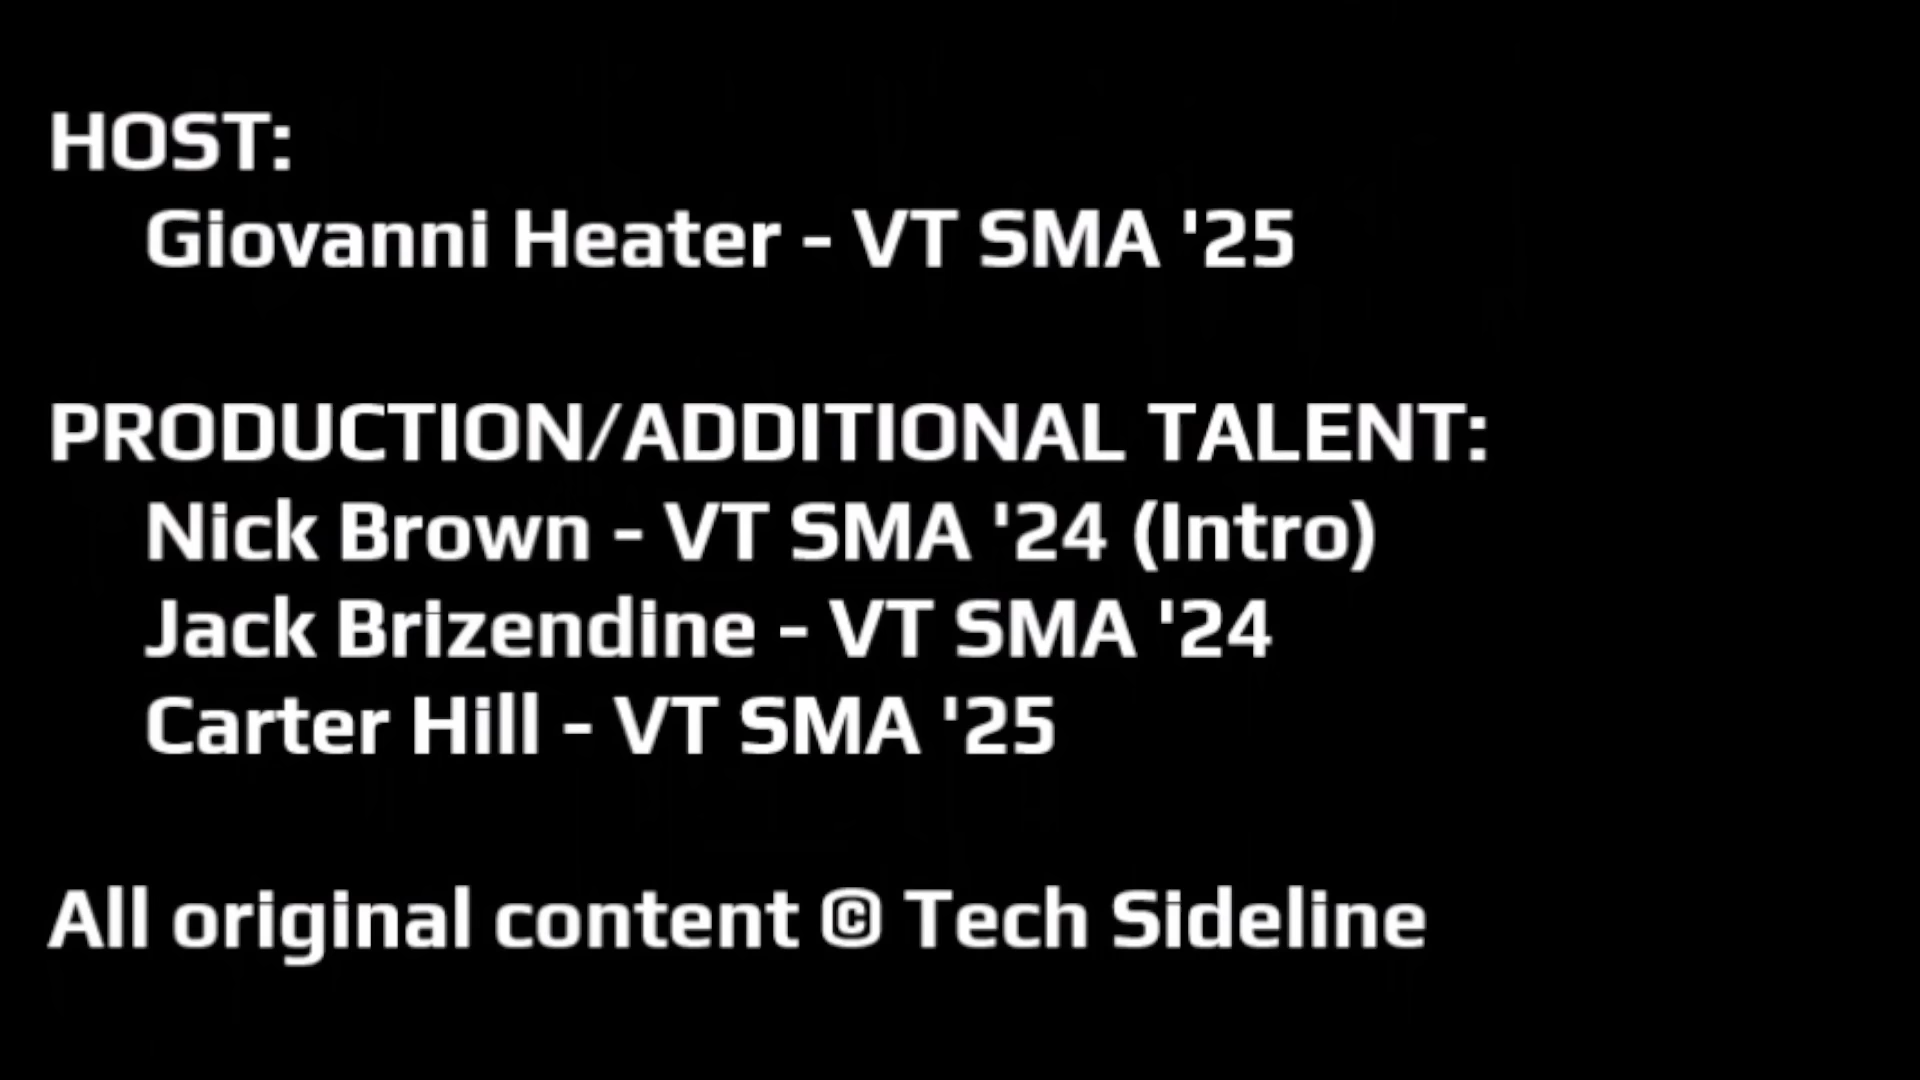 HOST:
Giovanni Heater - VT SMA '25
PRODUCTION/ADDITIONAL TALENT:
Nick Brown - VT SMA '24 (Intro)
Jack Brizendine - VT SMA '24
Carter Hill - VT SMA '25
All original content © Tech Sideline